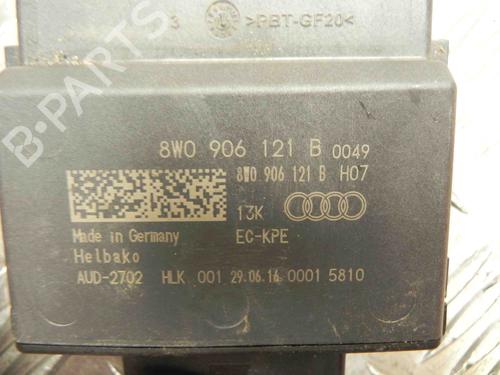 3 >PBT-GF20<
8W0 906 121 B 0049
8W0 906 121 B H07
13K
Made in Germany EC-KPE
Helbako
AUD-2702 HLK 001 29.06.16 0001 5810
B-PARTS